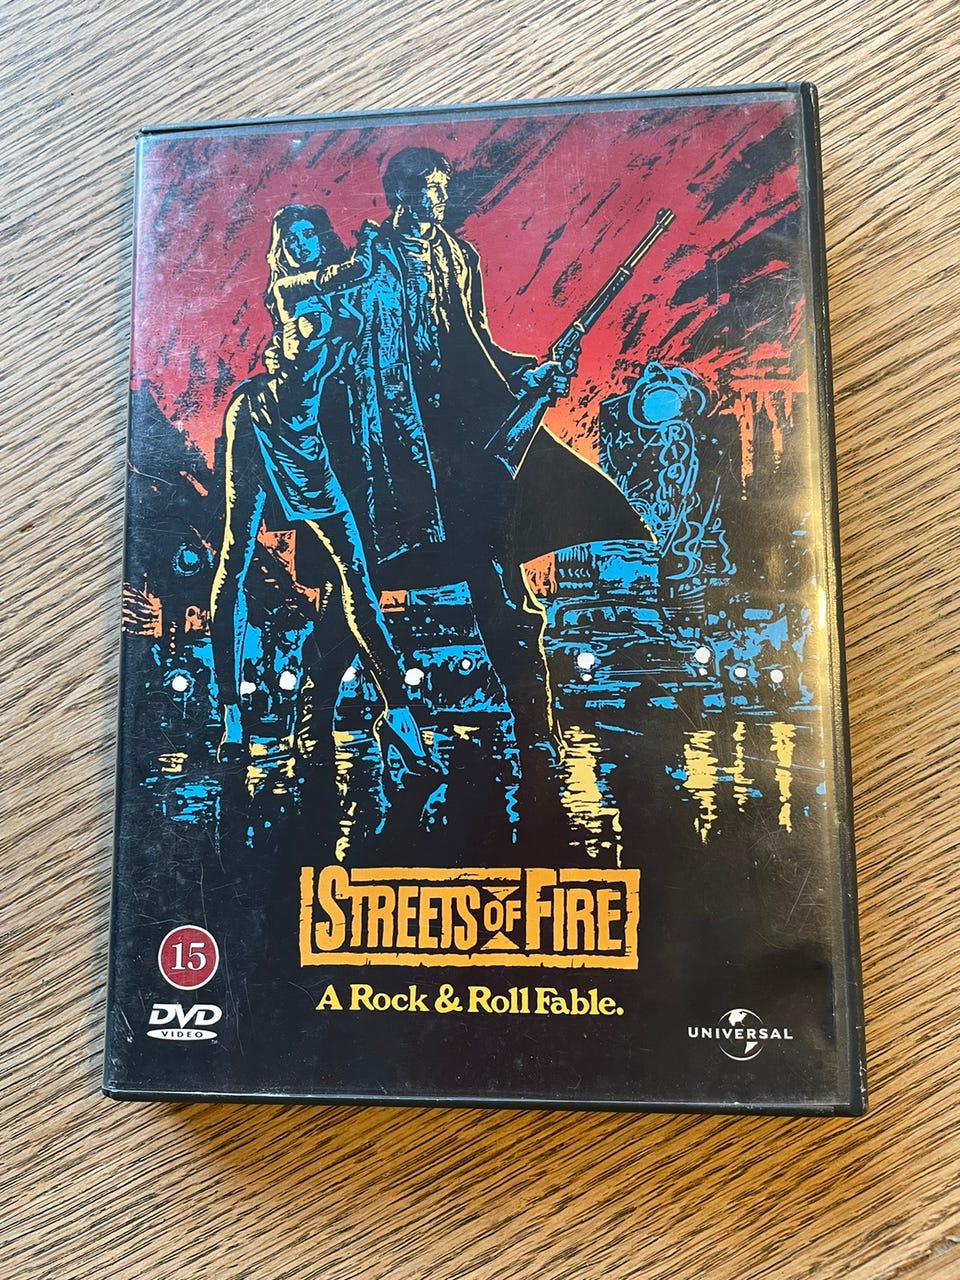 STREETS OF FIRE
A Rock & Roll Fable.
15
DVD
VIDEO
UNIVERSAL